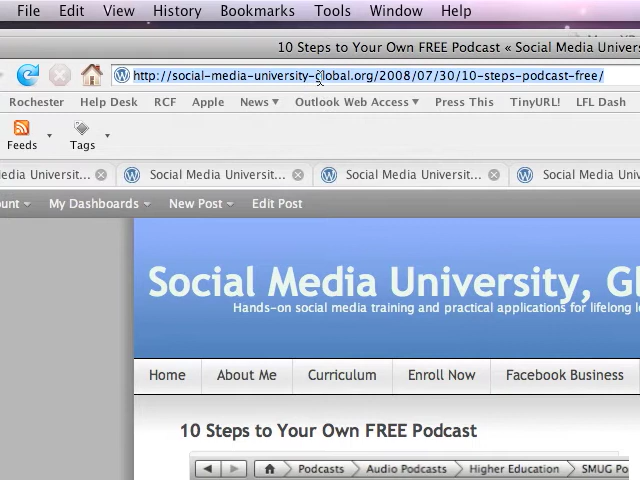 File Edit View History Bookmarks Tools Window Help
10 Steps to Your Own FREE Podcast « Social Media Univers
http://social-media-university-global.org/2008/07/30/10-steps-podcast-free/
Rochester Help Desk RCF Apple News Outlook Web Access Press This TinyURL! LFL Dash
Feeds Tags
edia Universit... Social Media Universit... Social Media Universit... Social Media Univ
ount My Dashboards New Post Edit Post
Social Media University, Gl
Hands-on social media training and practical applications for lifelong l
Home About Me Curriculum Enroll Now Facebook Business
10 Steps to Your Own FREE Podcast
Podcasts Audio Podcasts Higher Education SMUG Po